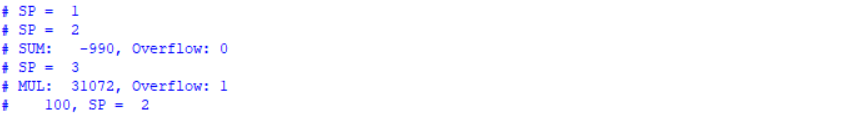 # SP =  1
# SP =  2
# SUM:   -990, Overflow: 0
# SP =  3
# MUL:  31072, Overflow: 1
#    100, SP =  2